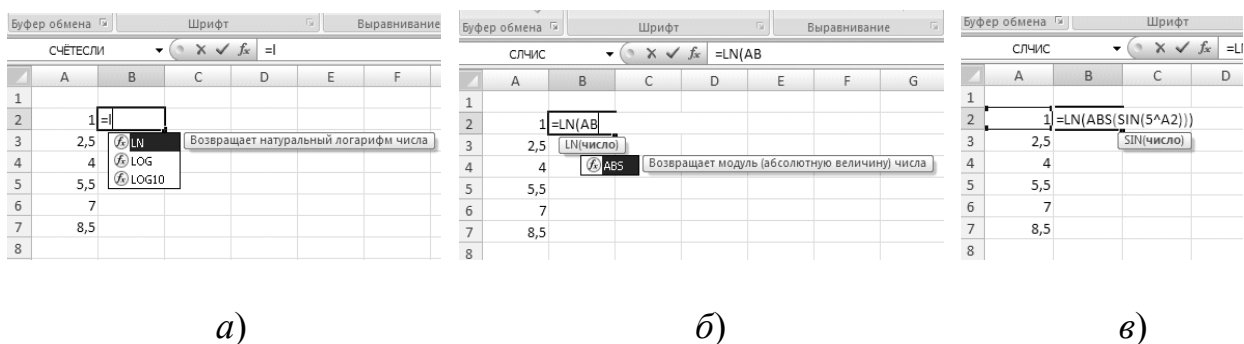 Буфер обмена Шрифт Выравнивание
СЧЁТЕСЛИ fx =l
A B C D E F
1
2 1 =l
3 2,5 LN Возвращает натуральный логарифм числа
4 4 LOG
5 5,5 LOG10
6 7
7 8,5
8
а)
Буфер обмена Шрифт Выравнивание
СЛЧИС fx =LN(AB
A B C D E F G
1
2 1 =LN(AB
3 2,5 LN(число)
4 4 ABS Возвращает модуль (абсолютную величину) числа
5 5,5
6 7
7 8,5
8
б)
Буфер обмена Шрифт
СЛЧИС fx
A B C D
1
2 1 =LN(ABS(SIN(5^A2)))
3 2,5 SIN(число)
4 4
5 5,5
6 7
7 8,5
8
в)